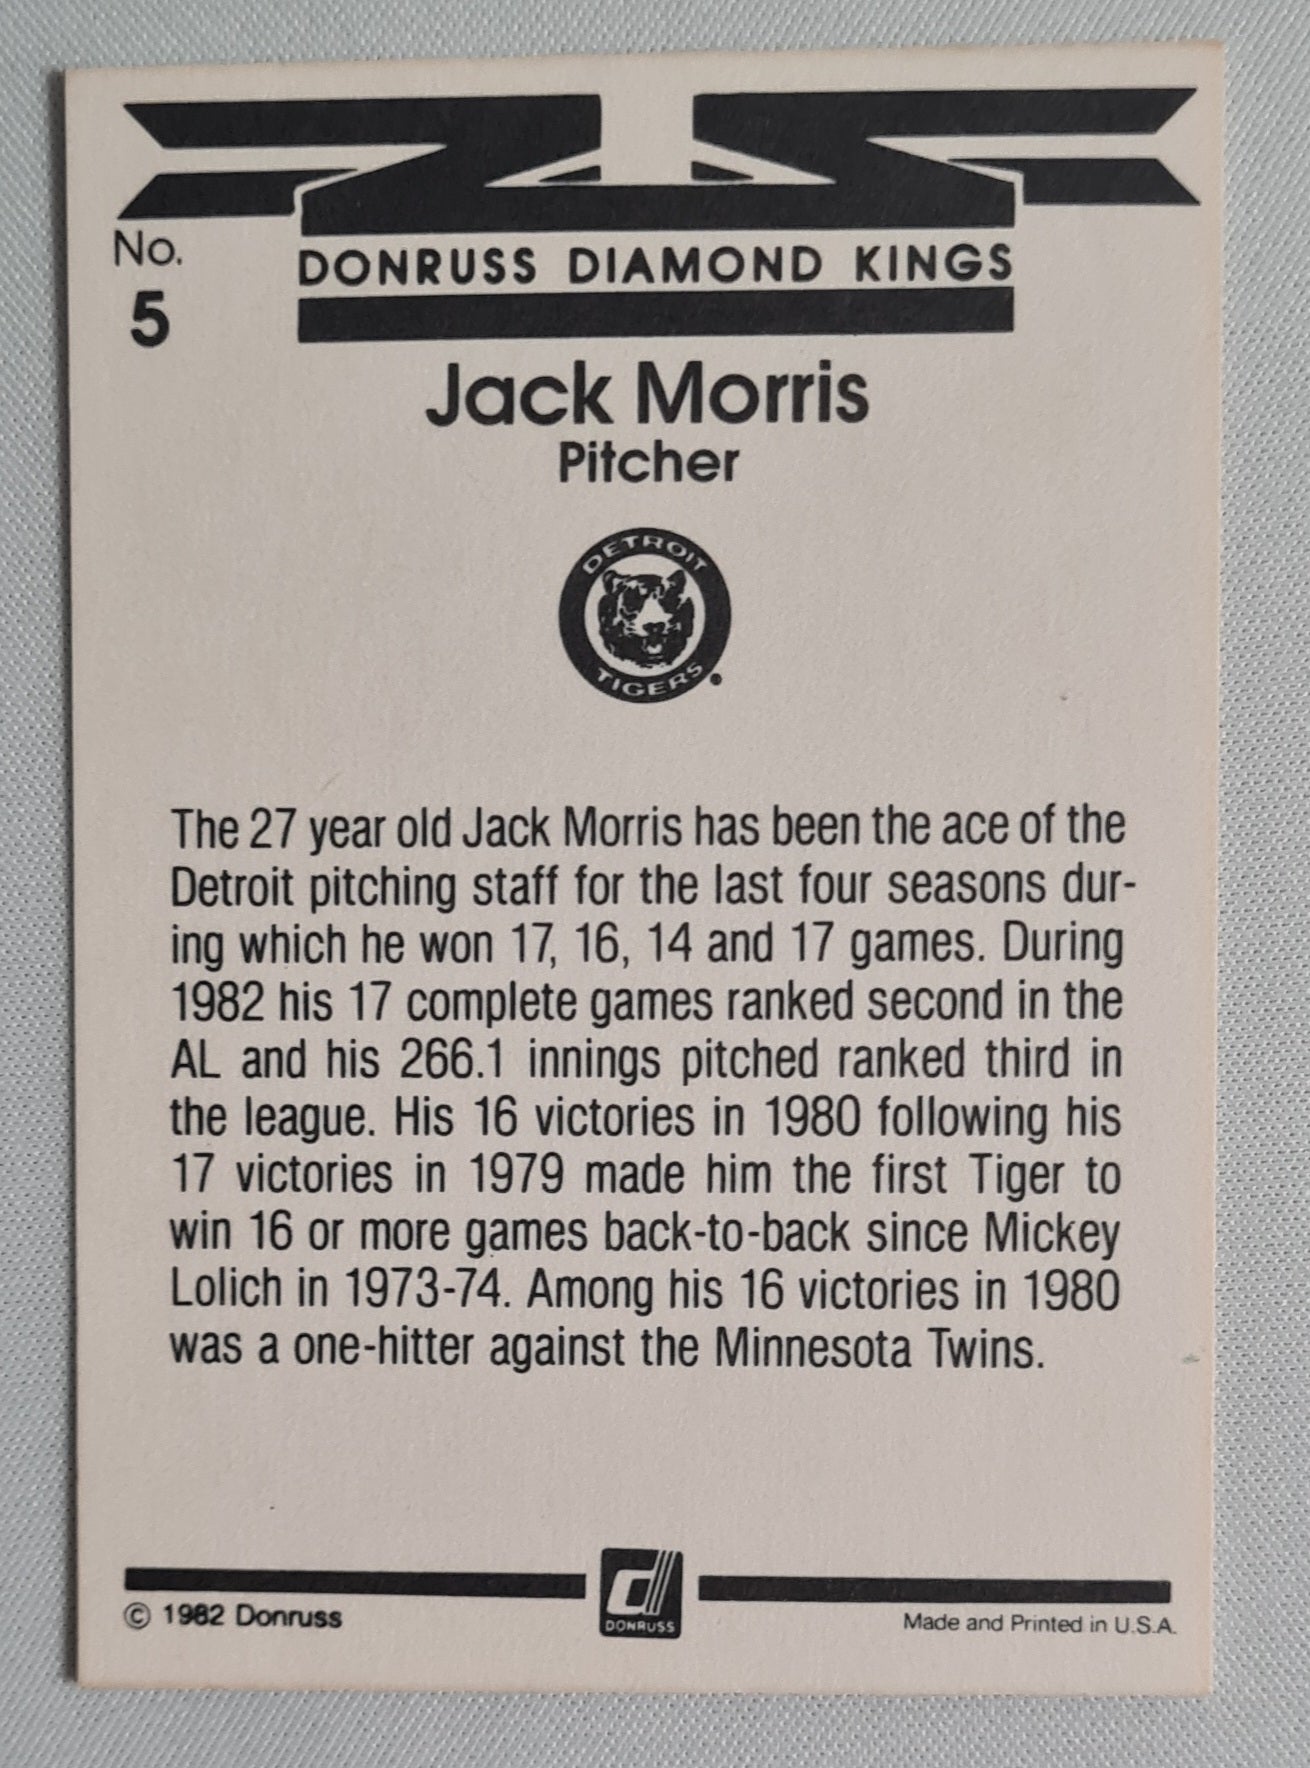 No.
5
DONRUSS DIAMOND KINGS
Jack Morris
Pitcher
DETROIT
TIGERS
The 27 year old Jack Morris has been the ace of the
Detroit pitching staff for the last four seasons dur-
ing which he won 17, 16, 14 and 17 games. During
1982 his 17 complete games ranked second in the
AL and his 266.1 innings pitched ranked third in
the league. His 16 victories in 1980 following his
17 victories in 1979 made him the first Tiger to
win 16 or more games back-to-back since Mickey
Lolich in 1973-74. Among his 16 victories in 1980
was a one-hitter against the Minnesota Twins.
© 1982 Donruss
d
DONRUSS
Made and Printed in U.S.A.